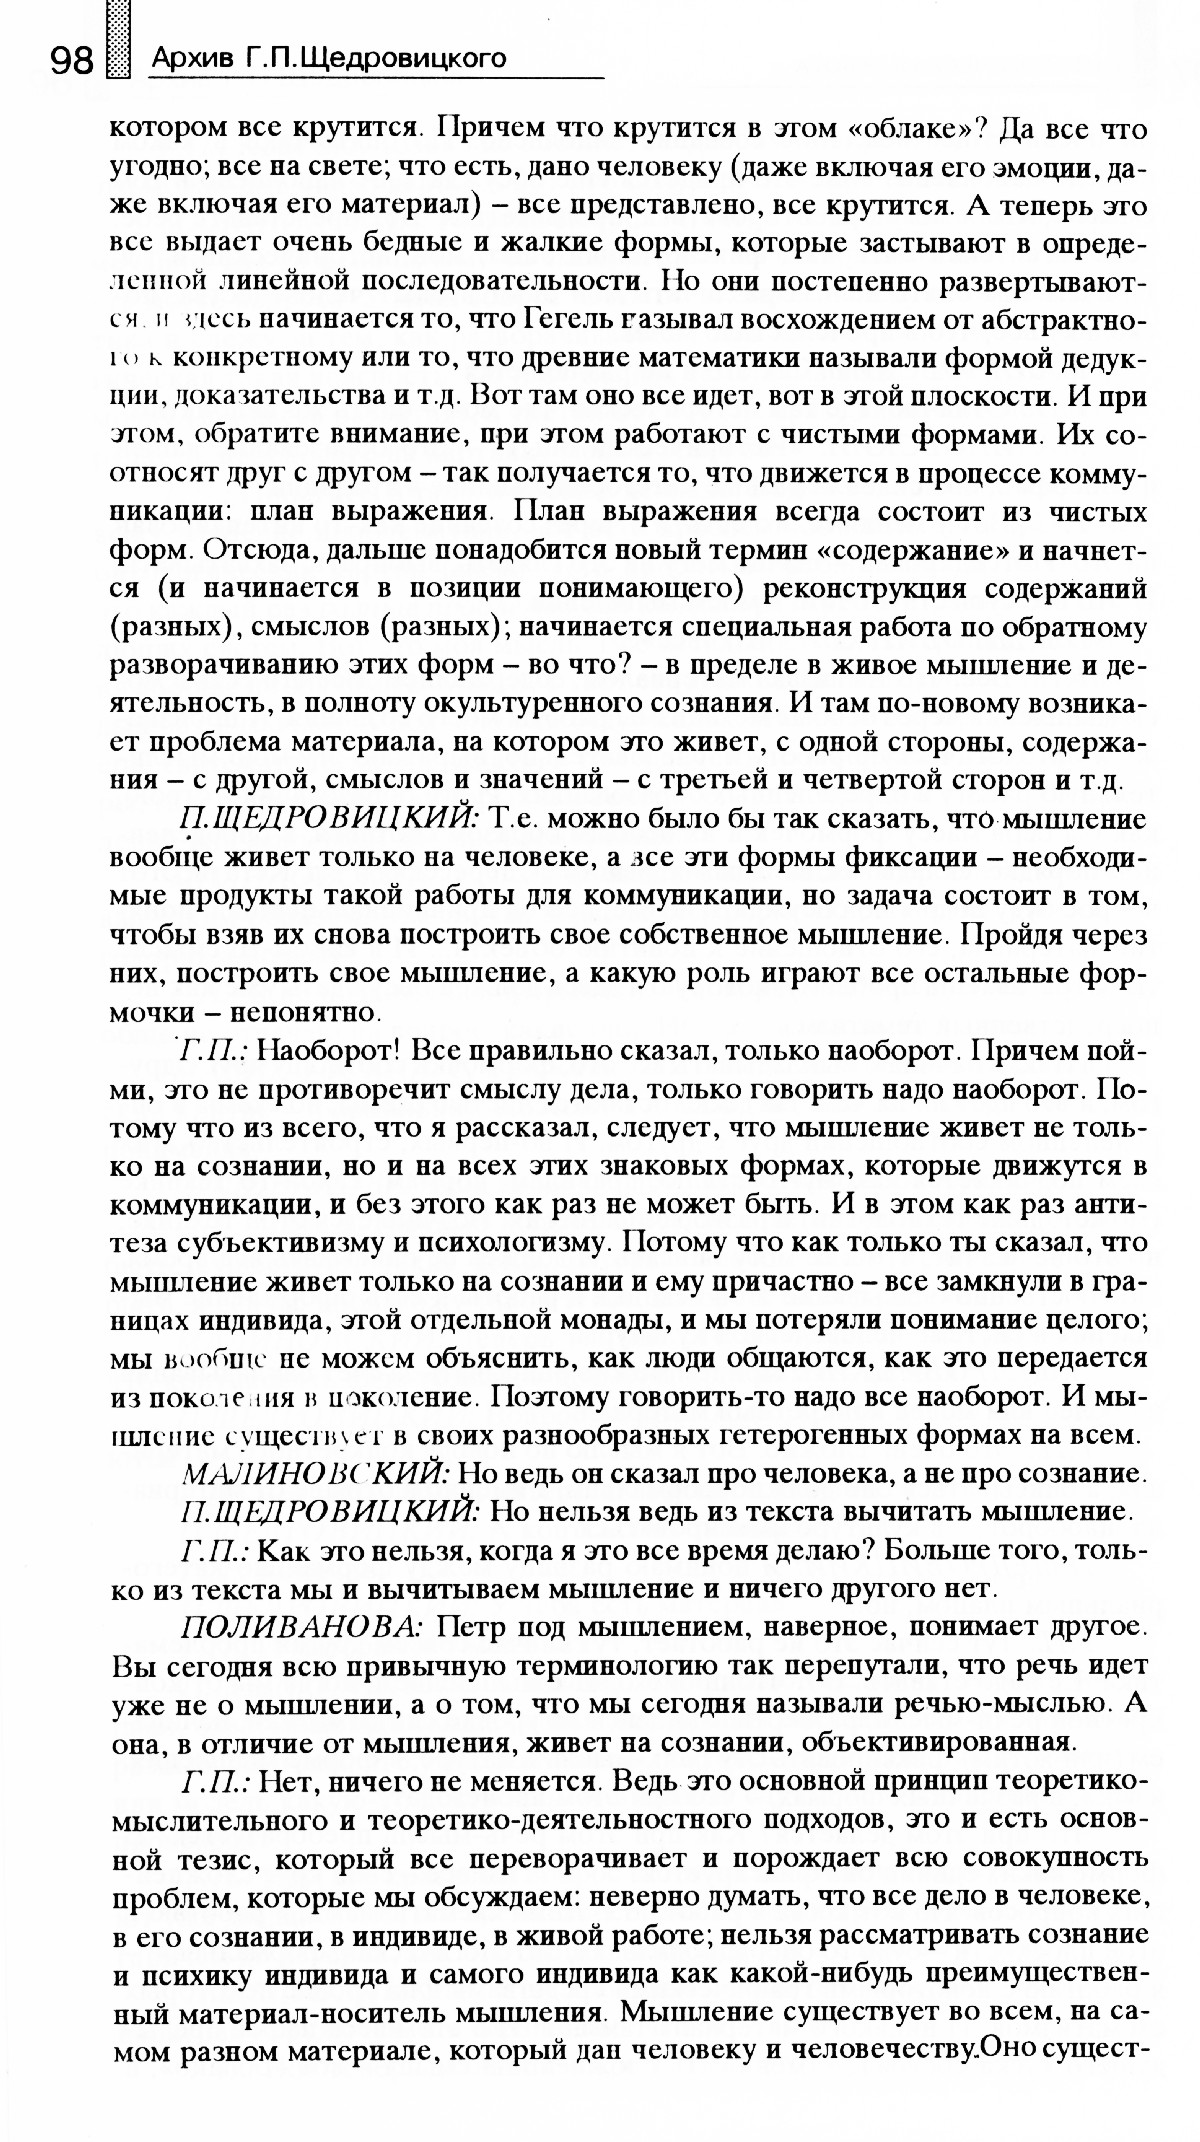 98 Архив Г.П.Щедровицкого
котором все крутится. Причем что крутится в этом «облаке»? Да все что
угодно; все на свете; что есть, дано человеку (даже включая его эмоции, да-
же включая его материал) – все представлено, все крутится. А теперь это
все выдает очень бедные и жалкие формы, которые застывают в опреде-
ленной линейной последовательности. Но они постепенно развертывают-
ся. и здесь начинается то, что Гегель называл восхождением от абстрактно-
го к конкретному или то, что древние математики называли формой дедук-
ции, доказательства и т.д. Вот там оно все идет, вот в этой плоскости. И при
этом, обратите внимание, при этом работают с чистыми формами. Их со-
относят друг с другом – так получается то, что движется в процессе комму-
никации: план выражения. План выражения всегда состоит из чистых
форм. Отсюда, дальше понадобится новый термин «содержание» и начнет-
ся (и начинается в позиции понимающего) реконструкция содержаний
(разных), смыслов (разных); начинается специальная работа по обратному
разворачиванию этих форм – во что? – в пределе в живое мышление и де-
ятельность, в полноту окультуренного сознания. И там по-новому возника-
ет проблема материала, на котором это живет, с одной стороны, содержа-
ния – с другой, смыслов и значений – с третьей и четвертой сторон и т.д.
П.ЩЕДРОВИЦКИЙ: Т.е. можно было бы так сказать, что мышление
вообще живет только на человеке, а все эти формы фиксации – необходи-
мые продукты такой работы для коммуникации, но задача состоит в том,
чтобы взяв их снова построить свое собственное мышление. Пройдя через
них, построить свое мышление, а какую роль играют все остальные фор-
мочки – непонятно.
Г.П.: Наоборот! Все правильно сказал, только наоборот. Причем пой-
ми, это не противоречит смыслу дела, только говорить надо наоборот. По-
тому что из всего, что я рассказал, следует, что мышление живет не толь-
ко на сознании, но и на всех этих знаковых формах, которые движутся в
коммуникации, и без этого как раз не может быть. И в этом как раз анти-
теза субъективизму и психологизму. Потому что как только ты сказал, что
мышление живет только на сознании и ему причастно – все замкнули в гра-
ницах индивида, этой отдельной монады, и мы потеряли понимание целого;
мы вообще не можем объяснить, как люди общаются, как это передается
из поколения в поколение. Поэтому говорить-то надо все наоборот. И мы-
шление существует в своих разнообразных гетерогенных формах на всем.
МАЛИНОВСКИЙ: Но ведь он сказал про человека, а не про сознание.
П.ЩЕДРОВИЦКИЙ: Но нельзя ведь из текста вычитать мышление.
Г.П.: Как это нельзя, когда я это все время делаю? Больше того, толь-
ко из текста мы и вычитываем мышление и ничего другого нет.
ПОЛИВАНОВА: Петр под мышлением, наверное, понимает другое.
Вы сегодня всю привычную терминологию так перепутали, что речь идет
уже не о мышлении, а о том, что мы сегодня называли речью-мыслью. А
она, в отличие от мышления, живет на сознании, объективированная.
Г.П.: Нет, ничего не меняется. Ведь это основной принцип теоретико-
мыслительного и теоретико-деятельностного подходов, это и есть основ-
ной тезис, который все переворачивает и порождает всю совокупность
проблем, которые мы обсуждаем: неверно думать, что все дело в человеке,
в его сознании, в индивиде, в живой работе; нельзя рассматривать сознание
и психику индивида и самого индивида как какой-нибудь преимуществен-
ный материал-носитель мышления. Мышление существует во всем, на са-
мом разном материале, который дан человеку и человечеству.Оно сущест-